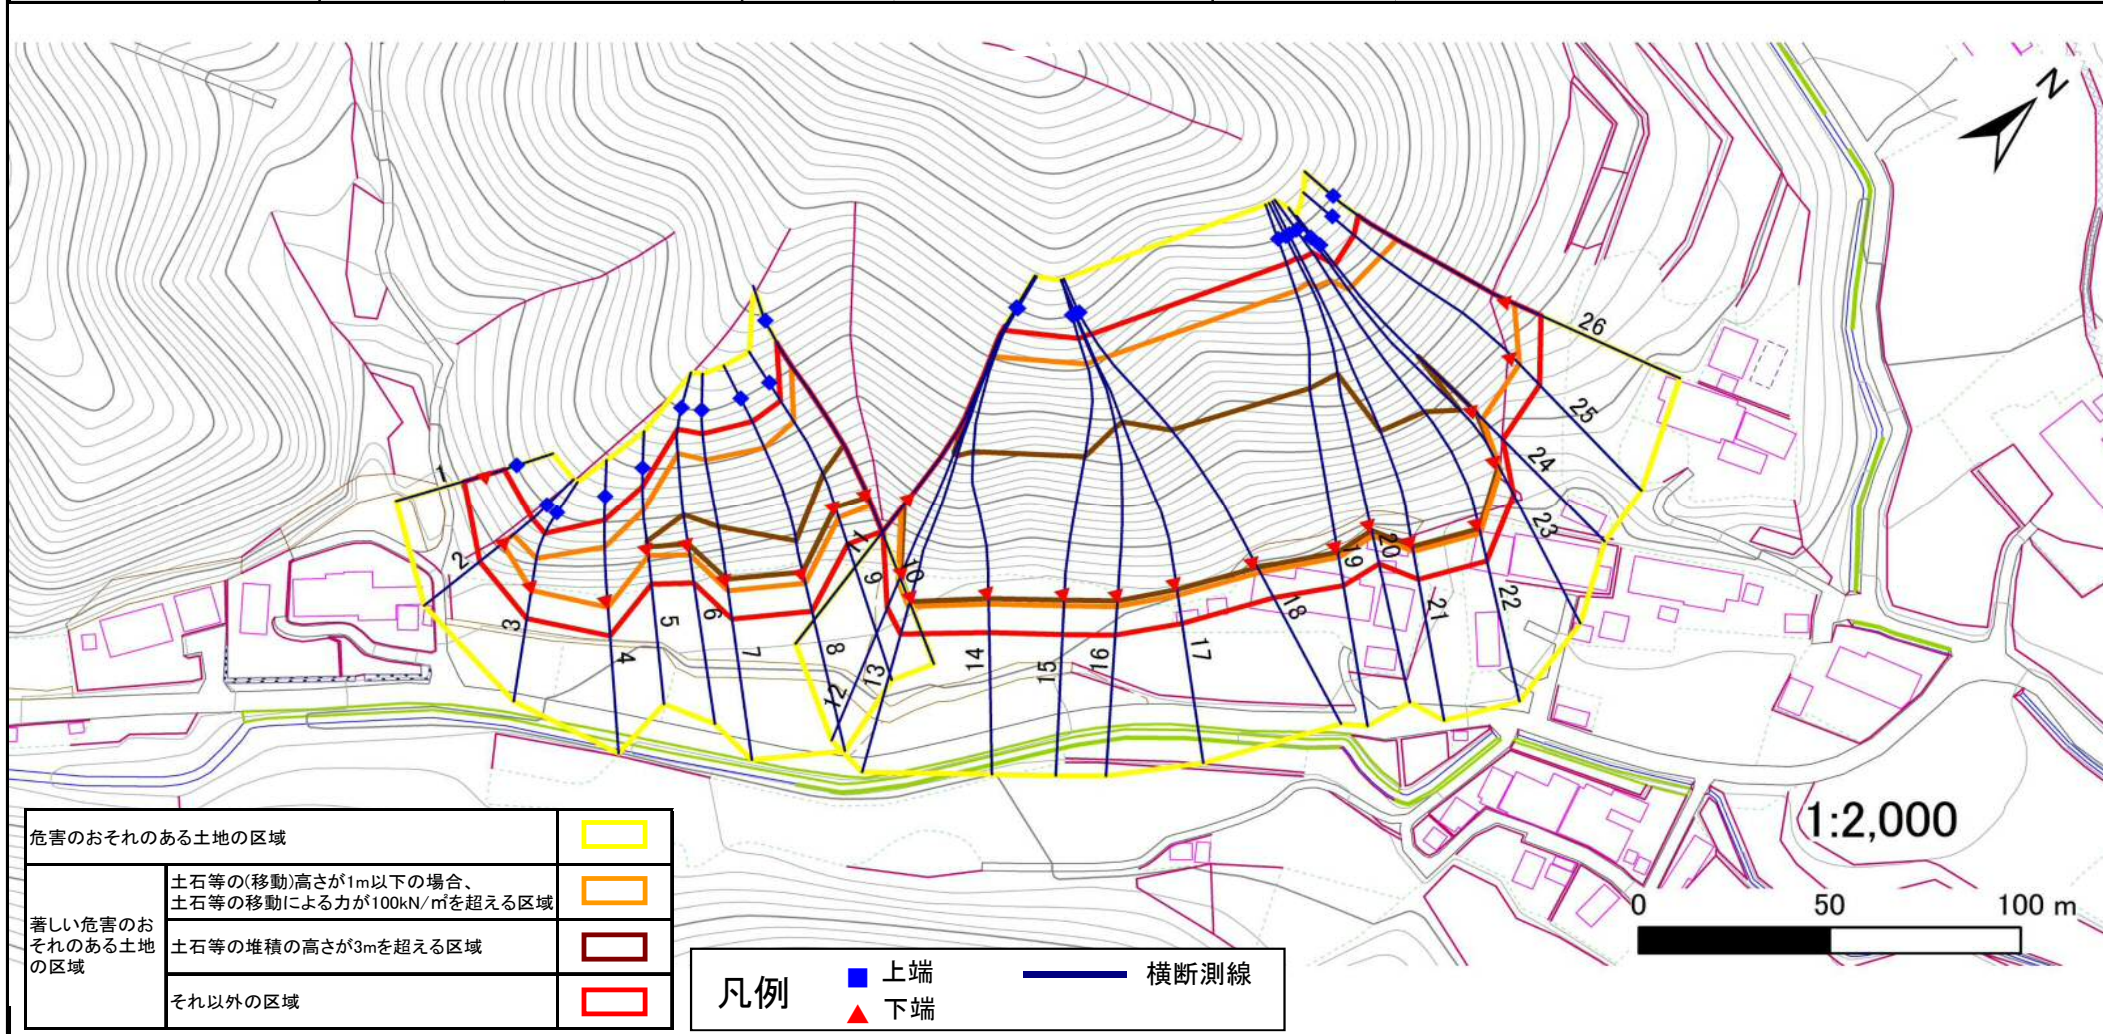 N
1
2
3
4
5
6
7
8
9
10
11
12
13
14
15
16
17
18
19
20
21
22
23
24
25
26
1:2,000
0 50 100 m
危害のおそれのある土地の区域
著しい危害のお
それのある土地
の区域
土石等の(移動)高さが1m以下の場合、
土石等の移動による力が100kN/㎡を超える区域
土石等の堆積の高さが3mを超える区域
それ以外の区域
凡例
上端
下端
横断測線